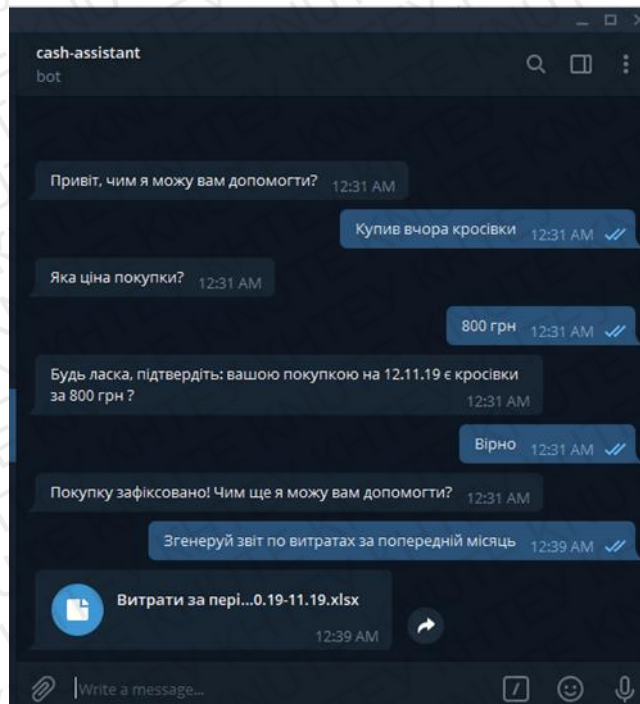 cash-assistant
bot
Привіт, чим я можу вам допомогти? 12:31 AM
Купив вчора кросівки 12:31 AM
Яка ціна покупки? 12:31 AM
800 грн 12:31 AM
Будь ласка, підтвердіть: вашою покупкою на 12.11.19 є кросівки
за 800 грн ? 12:31 AM
Вірно 12:31 AM
Покупку зафіксовано! Чим ще я можу вам допомогти? 12:31 AM
Згенеруй звіт по витратах за попередній місяць 12:39 AM
Витрати за пері...0.19-11.19.xlsx
12:39 AM
Write a message...